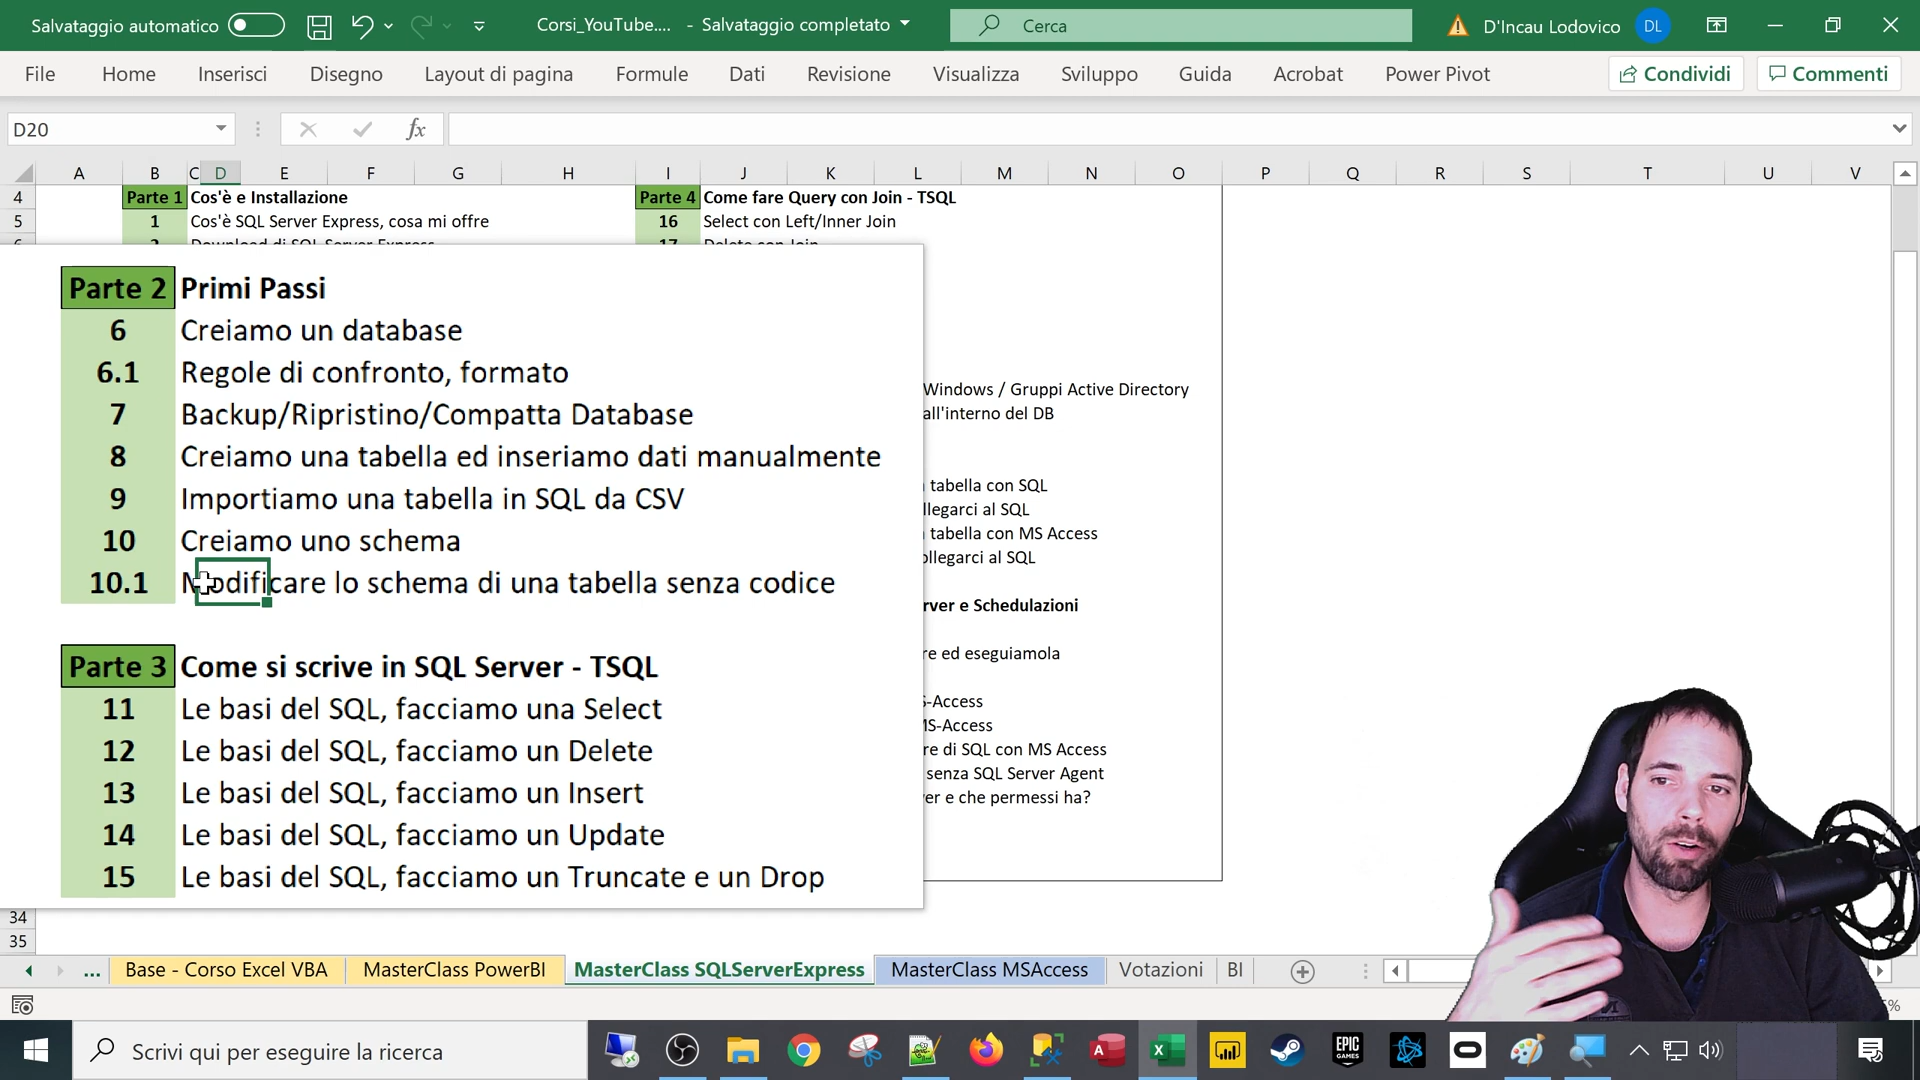 Salvataggio automatico
Corsi_YouTube.... - Salvataggio completato
Cerca
D'Incau Lodovico
DL
File Home Inserisci Disegno Layout di pagina Formule Dati Revisione Visualizza Sviluppo Guida Acrobat Power Pivot
Condividi
Commenti
D20
fx
A B C D E F G H I J K L M N O P Q R S T U V
4 Parte 1 Cos'è e Installazione Parte 4 Come fare Query con Join - TSQL
5 1 Cos'è SQL Server Express, cosa mi offre 16 Select con Left/Inner Join
Parte 2 Primi Passi
6 Creiamo un database
6.1 Regole di confronto, formato
7 Backup/Ripristino/Compatta Database
8 Creiamo una tabella ed inseriamo dati manualmente
9 Importiamo una tabella in SQL da CSV
10 Creiamo uno schema
10.1 Modificare lo schema di una tabella senza codice
Parte 3 Come si scrive in SQL Server - TSQL
11 Le basi del SQL, facciamo una Select
12 Le basi del SQL, facciamo un Delete
13 Le basi del SQL, facciamo un Insert
14 Le basi del SQL, facciamo un Update
15 Le basi del SQL, facciamo un Truncate e un Drop
Windows / Gruppi Active Directory
all'interno del DB
tabella con SQL
llegarci al SQL
tabella con MS Access
ollegarci al SQL
rver e Schedulazioni
re ed eseguiamola
S-Access
MS-Access
re di SQL con MS Access
senza SQL Server Agent
er e che permessi ha?
34
35
... Base - Corso Excel VBA MasterClass PowerBI MasterClass SQLServerExpress MasterClass MSAccess Votazioni BI
Scrivi qui per eseguire la ricerca
EPIC GAMES